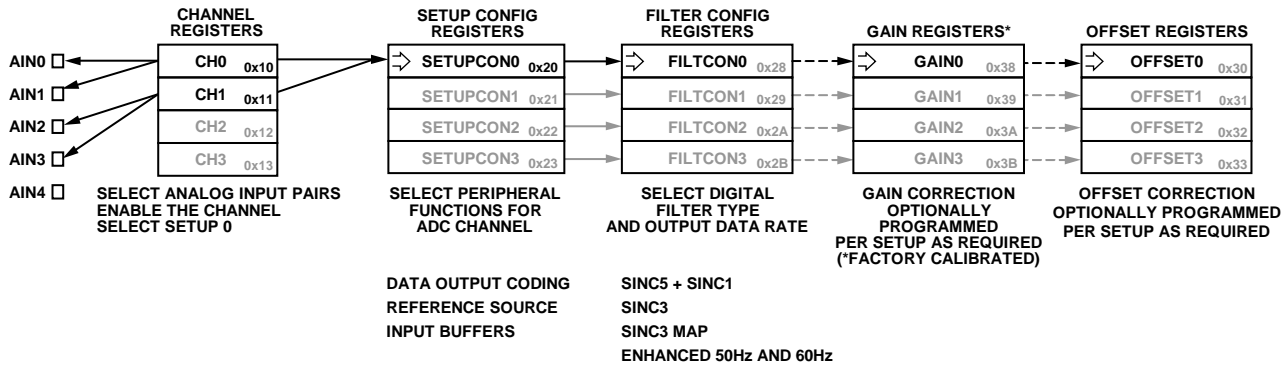 CHANNEL
REGISTERS
SETUP CONFIG
REGISTERS
FILTER CONFIG
REGISTERS
GAIN REGISTERS*
OFFSET REGISTERS
AIN0
AIN1
AIN2
AIN3
AIN4
CH0 0x10
CH1 0x11
CH2 0x12
CH3 0x13
SETUPCON0 0x20
SETUPCON1 0x21
SETUPCON2 0x22
SETUPCON3 0x23
FILTCON0 0x28
FILTCON1 0x29
FILTCON2 0x2A
FILTCON3 0x2B
GAIN0 0x38
GAIN1 0x39
GAIN2 0x3A
GAIN3 0x3B
OFFSET0 0x30
OFFSET1 0x31
OFFSET2 0x32
OFFSET3 0x33
SELECT ANALOG INPUT PAIRS
ENABLE THE CHANNEL
SELECT SETUP 0
SELECT PERIPHERAL
FUNCTIONS FOR
ADC CHANNEL
SELECT DIGITAL
FILTER TYPE
AND OUTPUT DATA RATE
GAIN CORRECTION
OPTIONALLY
PROGRAMMED
PER SETUP AS REQUIRED
(*FACTORY CALIBRATED)
OFFSET CORRECTION
OPTIONALLY PROGRAMMED
PER SETUP AS REQUIRED
DATA OUTPUT CODING
REFERENCE SOURCE
INPUT BUFFERS
SINC5 + SINC1
SINC3
SINC3 MAP
ENHANCED 50Hz AND 60Hz